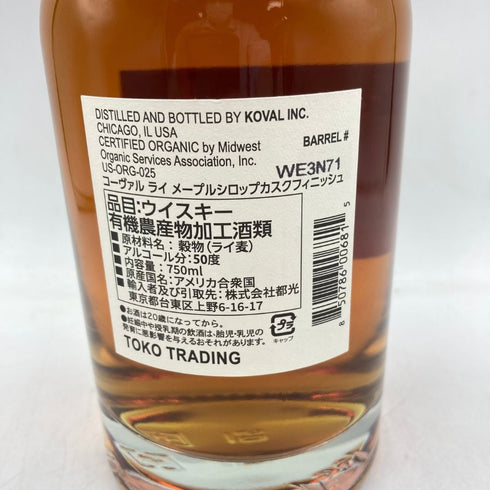 DISTILLED AND BOTTLED BY KOVAL INC.
CHICAGO, IL USA
CERTIFIED ORGANIC by Midwest
Organic Services Association, Inc.
US-ORG-025
BARREL #
WE3N71
コーヴァル ライ メープルシロップカスクフィニッシュ
品目:ウイスキー
有機農産物加工酒類
■原材料名：穀物(ライ麦)
■アルコール分：50度
■内容量：750ml
■原産国名：アメリカ合衆国
■輸入者及び引取先：株式会社都光
東京都台東区上野6-16-17
●お酒は20歳になってから。
●妊娠中や授乳期の飲酒は、胎児・乳児の
発育に悪影響を与えるおそれがあります。
TOKO TRADING
プラ
キャップ
8 50786 00681 5